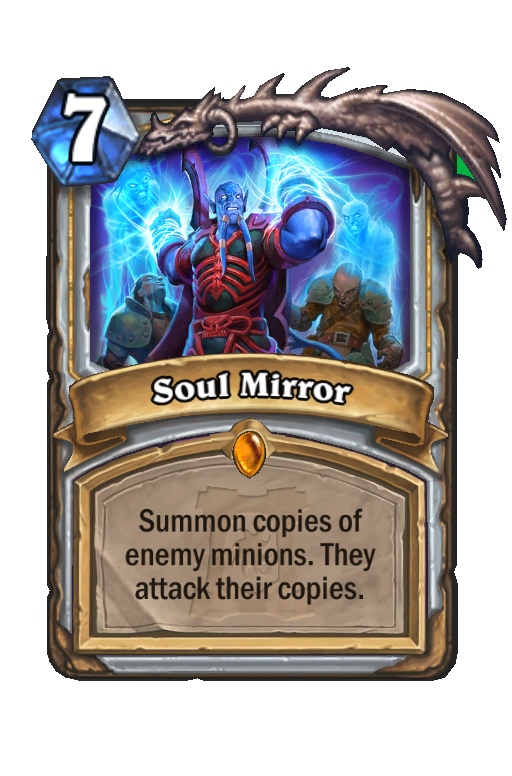 7
Soul Mirror
Summon copies of
enemy minions. They
attack their copies.